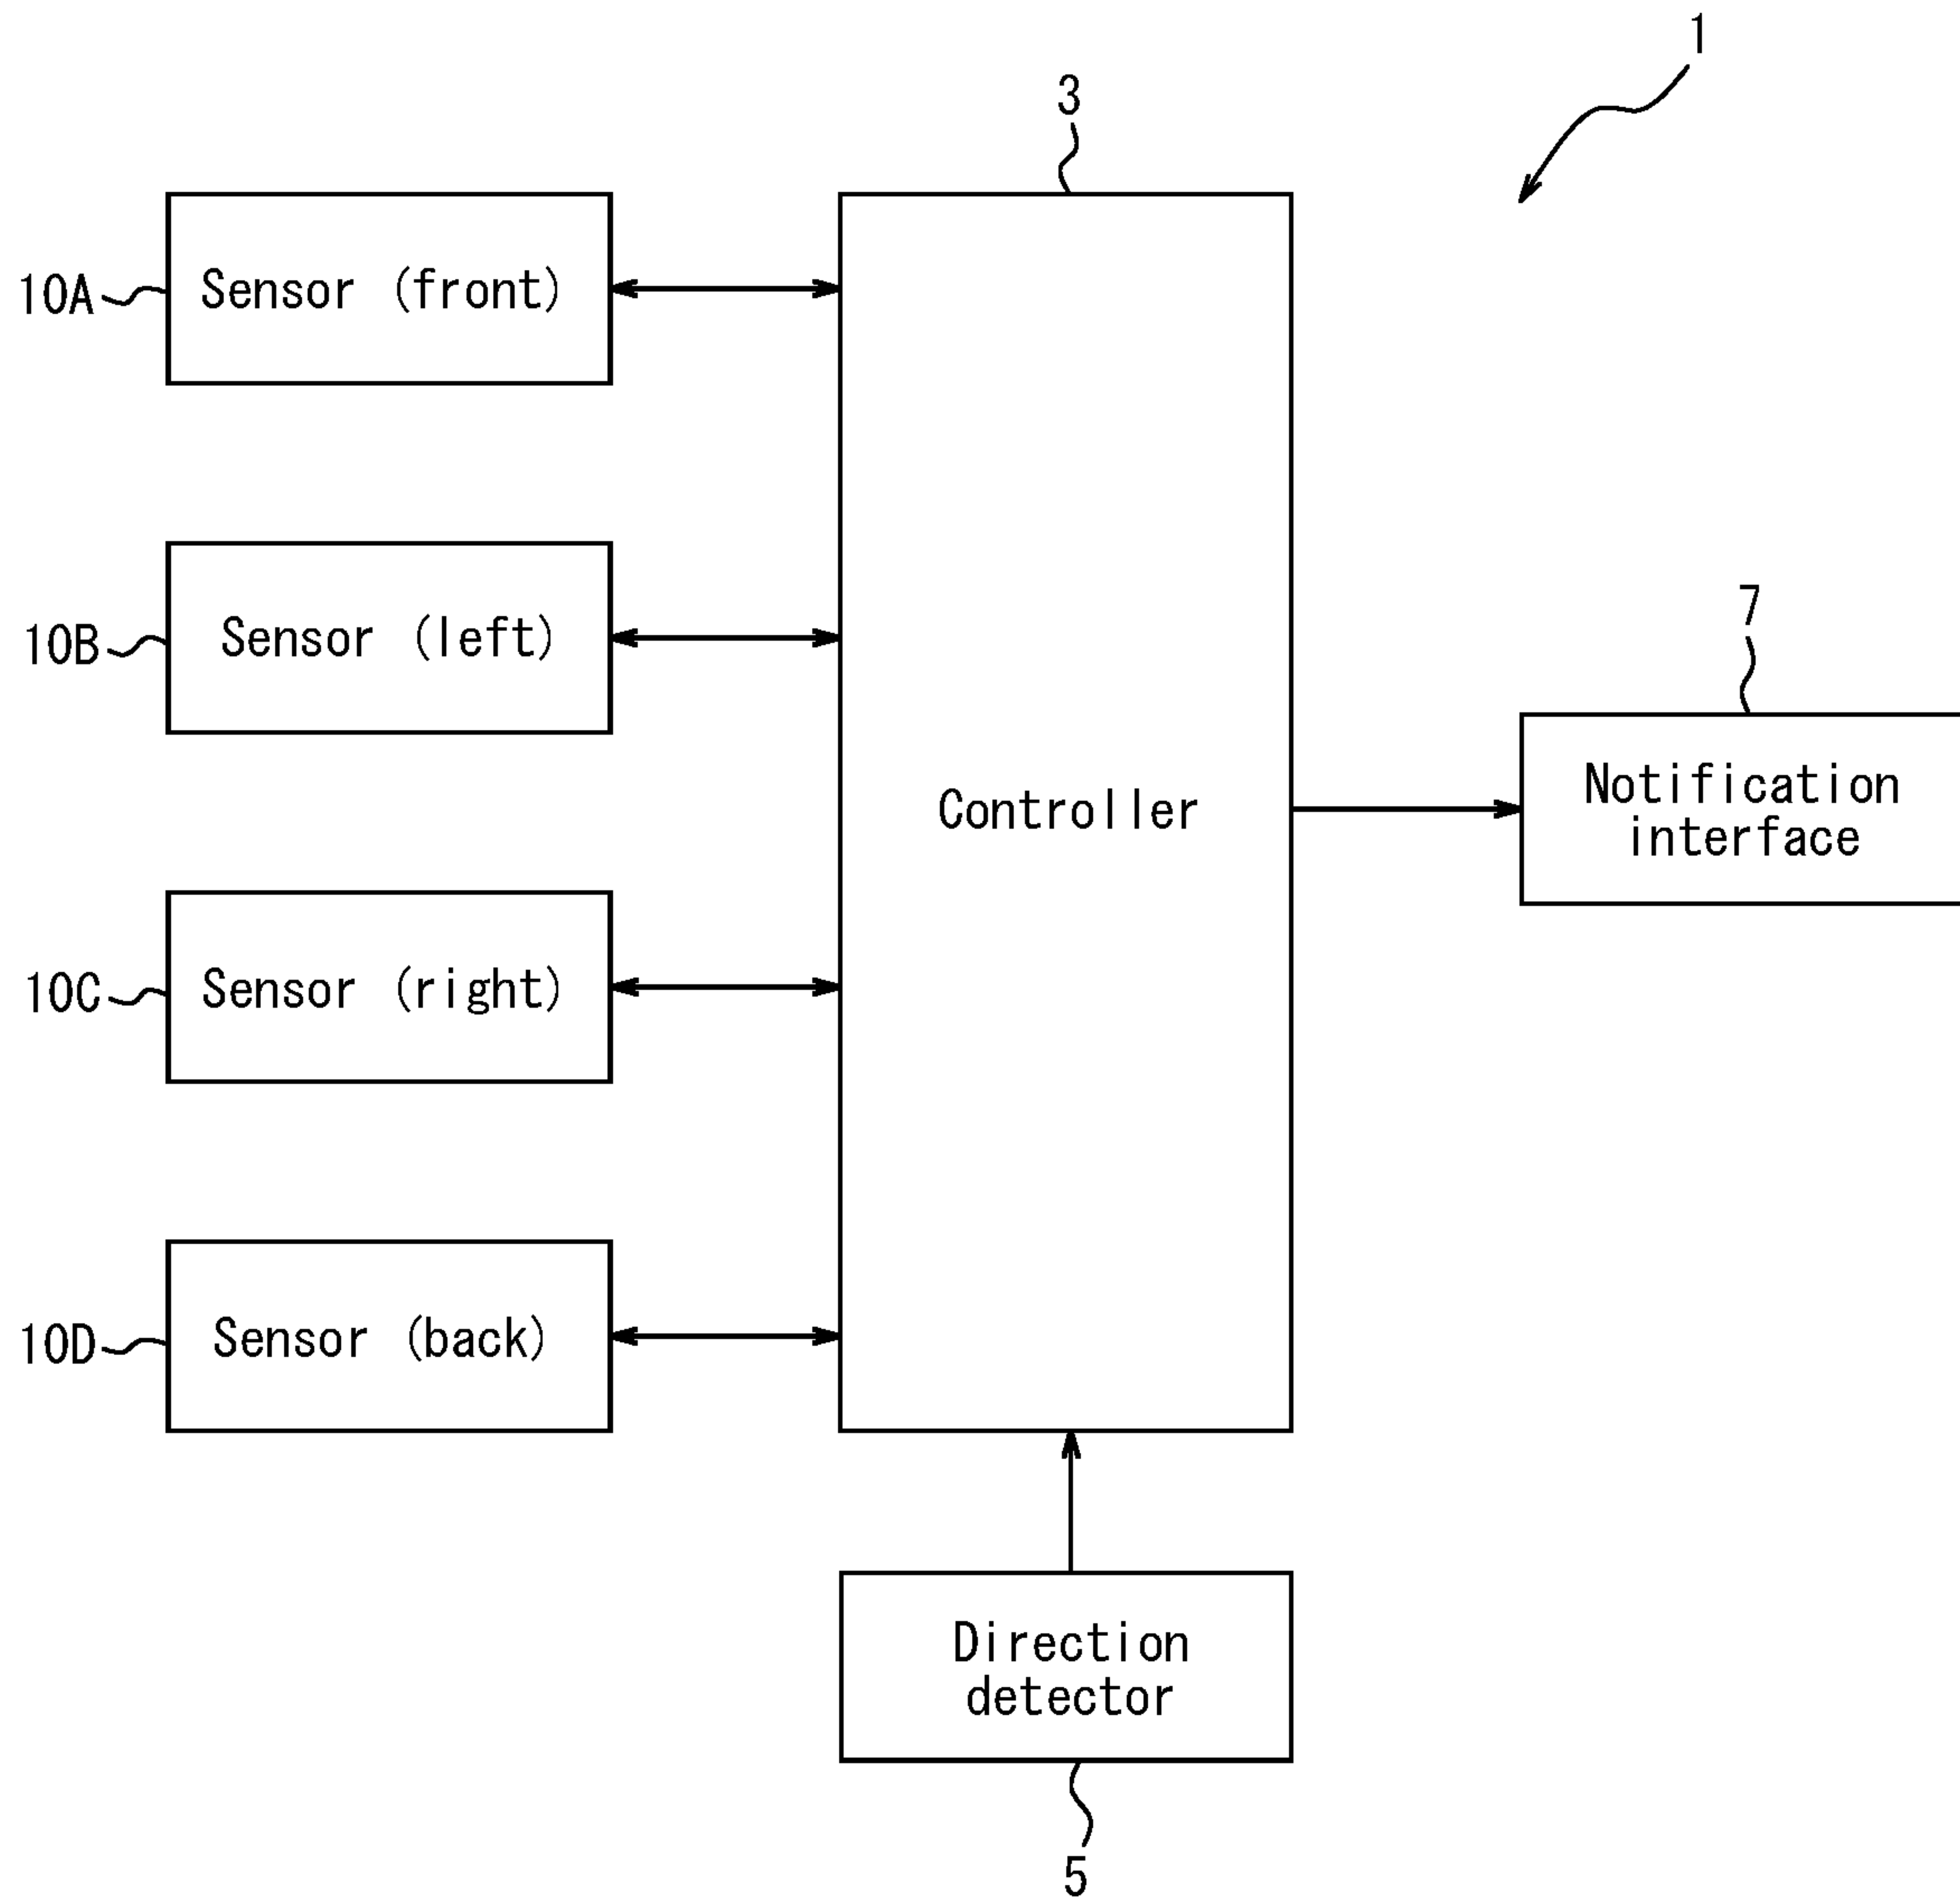 1
3
10A
Sensor (front)
10B
Sensor (left)
7
Notification
interface
Controller
10C
Sensor (right)
10D
Sensor (back)
Direction
detector
5